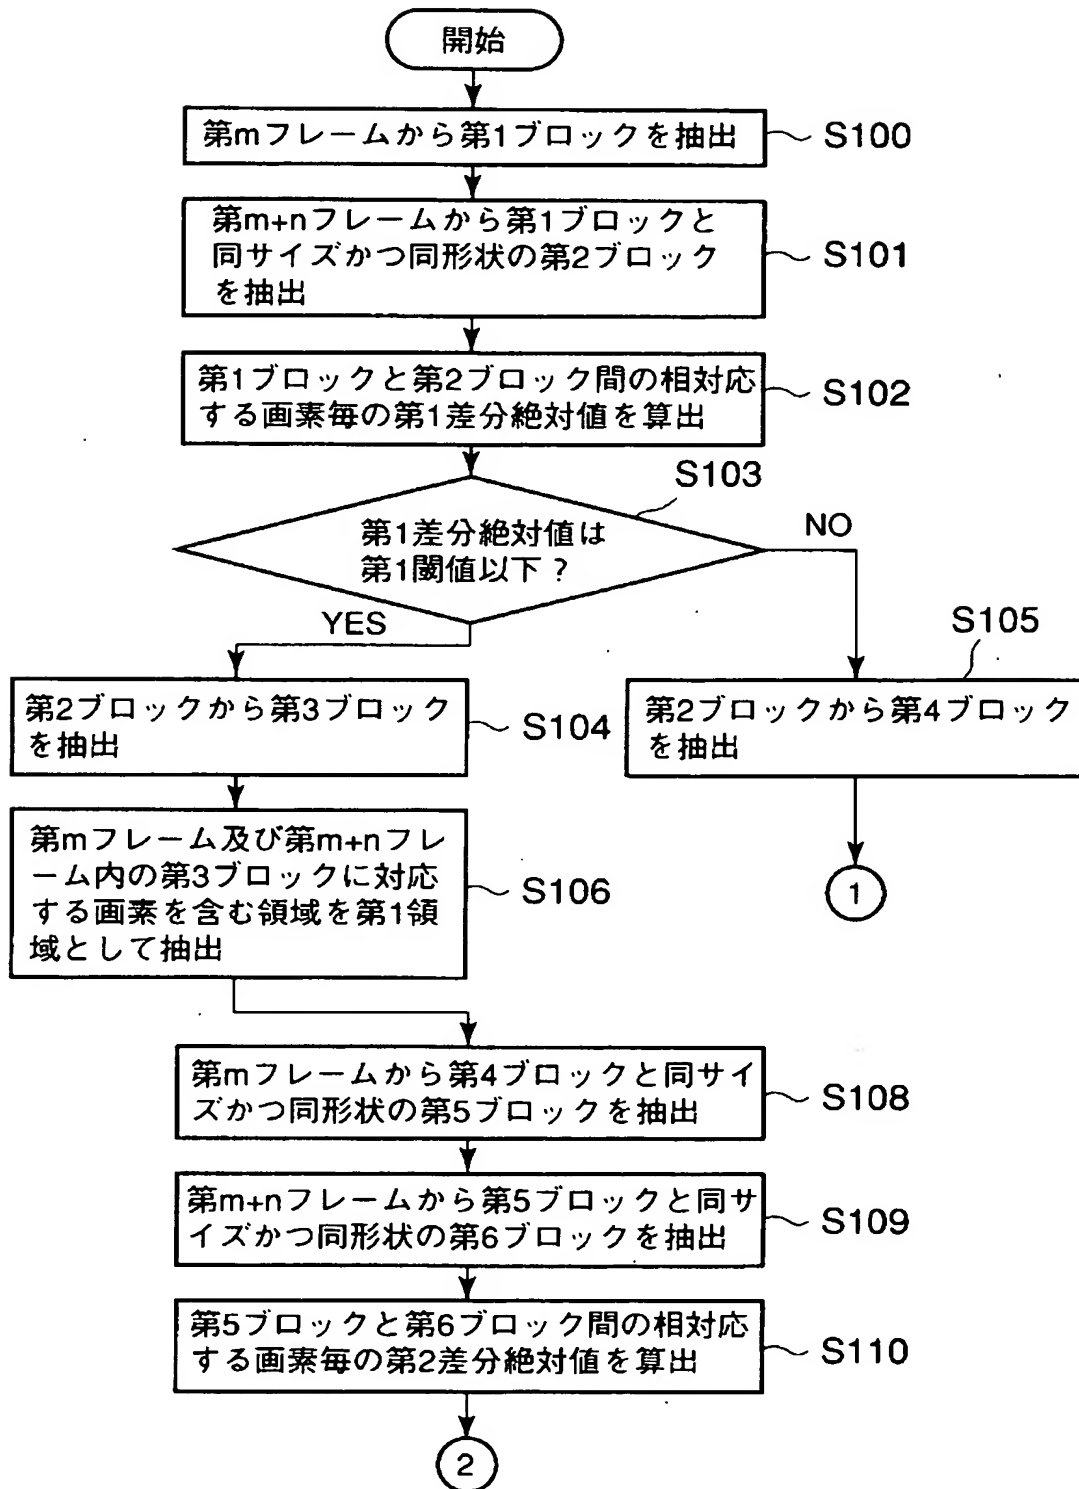 開始
第mフレームから第1ブロックを抽出
S100
第m+nフレームから第1ブロックと
同サイズかつ同形状の第2ブロック
を抽出
S101
第1ブロックと第2ブロック間の相対応
する画素毎の第1差分絶対値を算出
S102
S103
第1差分絶対値は
第1閾値以下？
NO
YES
S105
第2ブロックから第3ブロック
を抽出
S104
第2ブロックから第4ブロック
を抽出
第mフレーム及び第m+nフレ
ーム内の第3ブロックに対応
する画素を含む領域を第1領
域として抽出
S106
1
第mフレームから第4ブロックと同サイ
ズかつ同形状の第5ブロックを抽出
S108
第m+nフレームから第5ブロックと同サ
イズかつ同形状の第6ブロックを抽出
S109
第5ブロックと第6ブロック間の相対応
する画素毎の第2差分絶対値を算出
S110
2